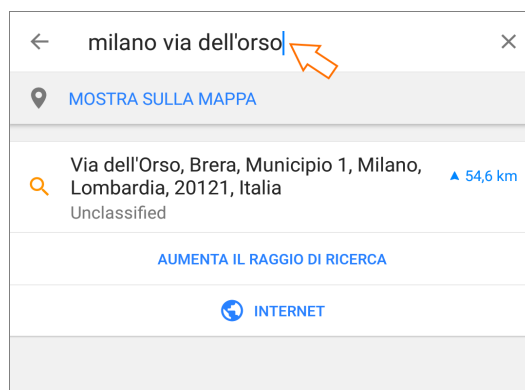 milano via dell'orso
MOSTRA SULLA MAPPA
Via dell'Orso, Brera, Municipio 1, Milano,
Lombardia, 20121, Italia
54,6 km
Unclassified
AUMENTA IL RAGGIO DI RICERCA
INTERNET